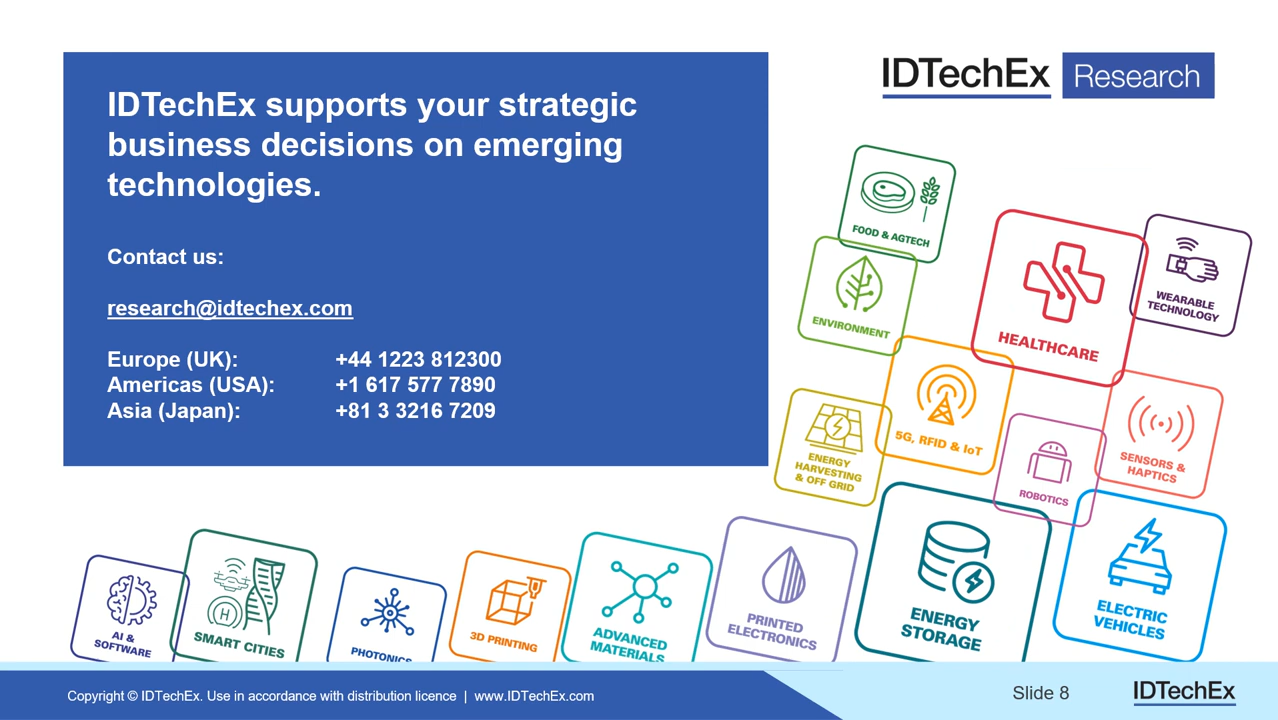 IDTechEx supports your strategic
business decisions on emerging
technologies.
Contact us:
research@idtechex.com
Europe (UK): +44 1223 812300
Americas (USA): +1 617 577 7890
Asia (Japan): +81 3 3216 7209
IDTechEx Research
FOOD & AGTECH
ENVIRONMENT
HEALTHCARE
WEARABLE
TECHNOLOGY
ENERGY
HARVESTING
& OFF GRID
5G, RFID & IoT
ROBOTICS
SENSORS &
HAPTICS
AI &
SOFTWARE
H
SMART CITIES
PHOTONICS
3D PRINTING
ADVANCED
MATERIALS
PRINTED
ELECTRONICS
ENERGY
STORAGE
ELECTRIC
VEHICLES
Copyright © IDTechEx. Use in accordance with distribution licence | www.IDTechEx.com
Slide 8
IDTechEx